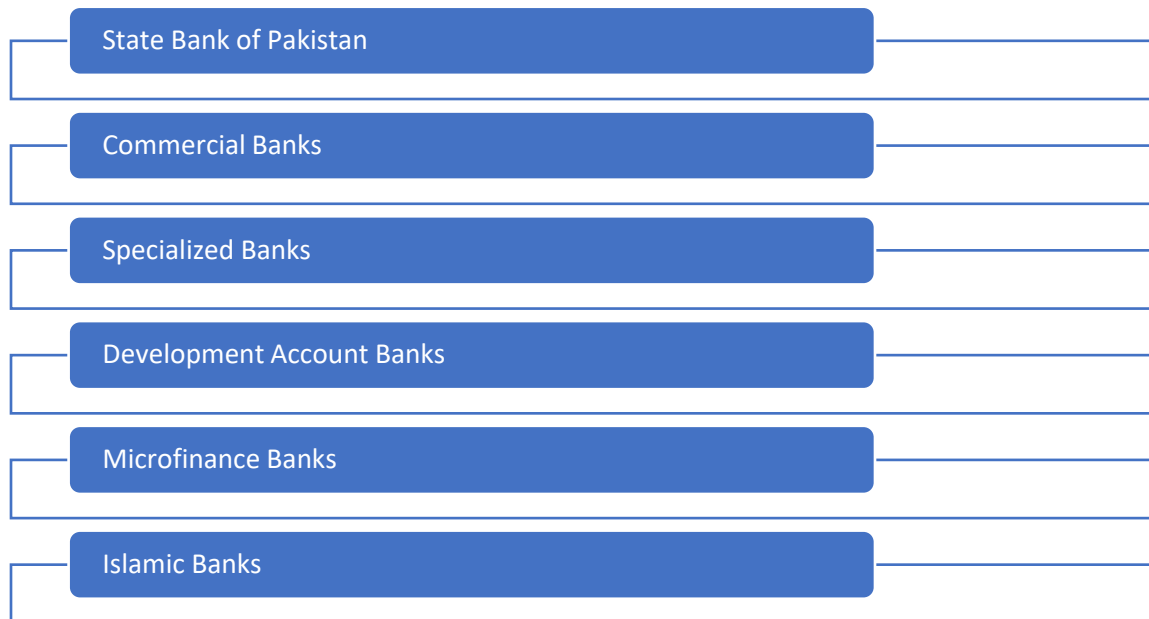 State Bank of Pakistan
Commercial Banks
Specialized Banks
Development Account Banks
Microfinance Banks
Islamic Banks